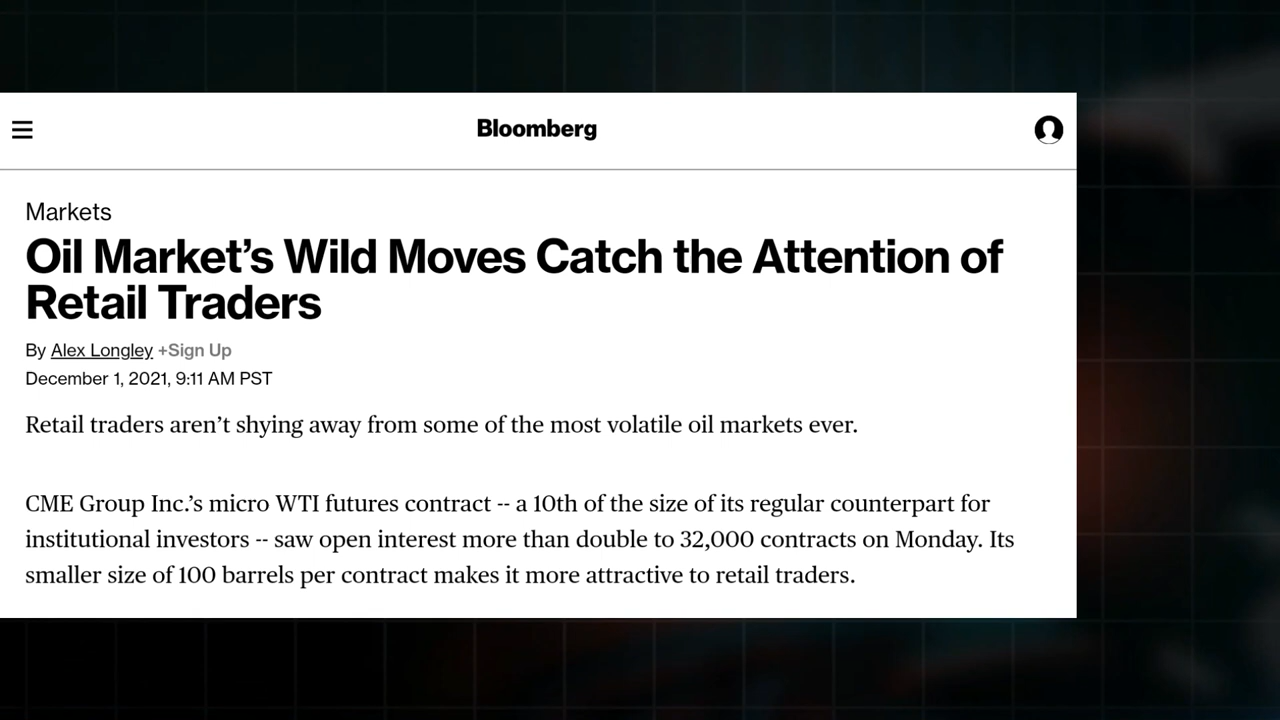 Bloomberg
Markets
Oil Market’s Wild Moves Catch the Attention of
Retail Traders
By Alex Longley +Sign Up
December 1, 2021, 9:11 AM PST
Retail traders aren’t shying away from some of the most volatile oil markets ever.
CME Group Inc.’s micro WTI futures contract -- a 10th of the size of its regular counterpart for
institutional investors -- saw open interest more than double to 32,000 contracts on Monday. Its
smaller size of 100 barrels per contract makes it more attractive to retail traders.